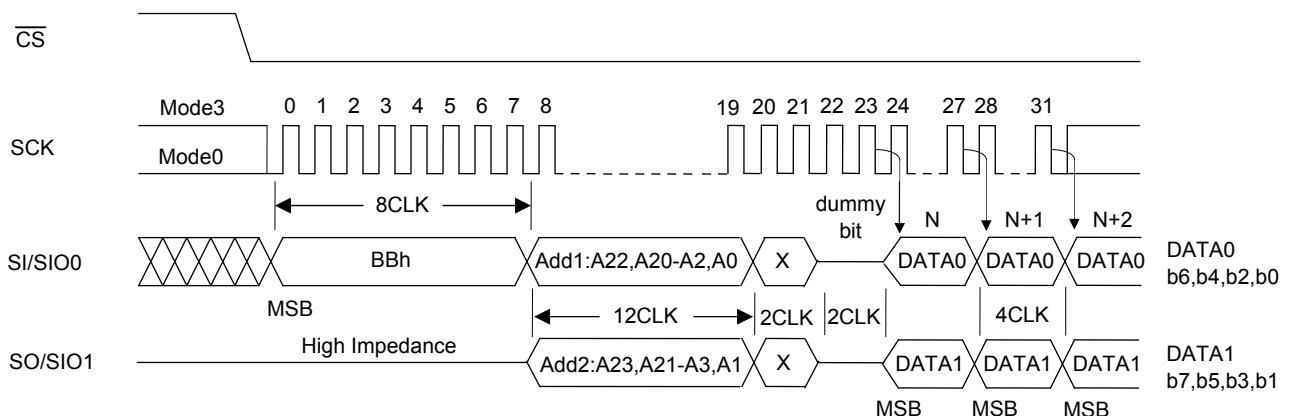 CS
Mode3 0 1 2 3 4 5 6 7 8 19 20 21 22 23 24 27 28 31
SCK
Mode0
8CLK
dummy
bit
N N+1 N+2
SI/SIO0 BBh Add1:A22,A20-A2,A0 X DATA0 DATA0 DATA0
DATA0
b6,b4,b2,b0
MSB
12CLK 2CLK 2CLK 4CLK
High Impedance
SO/SIO1 Add2:A23,A21-A3,A1 X DATA1 DATA1 DATA1
DATA1
b7,b5,b3,b1
MSB MSB MSB